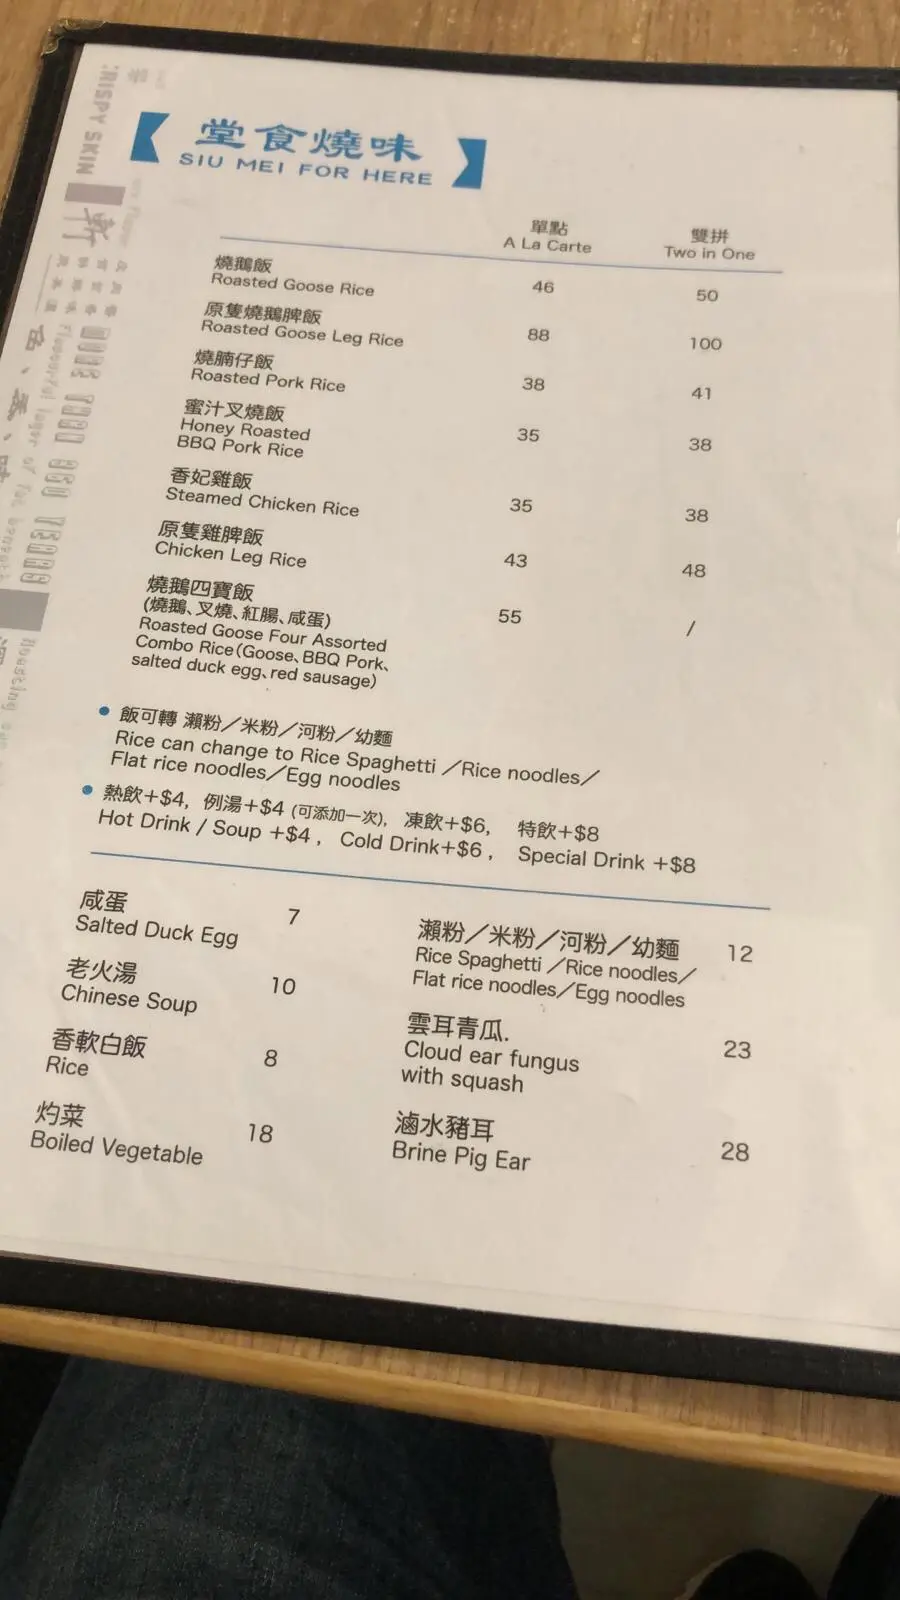 堂食燒味
SIU MEI FOR HERE
單點 雙拼
A La Carte Two in One
燒鵝飯
Roasted Goose Rice 46 50
原隻燒鵝脾飯
Roasted Goose Leg Rice 88 100
燒腩仔飯
Roasted Pork Rice 38 41
蜜汁叉燒飯
Honey Roasted 35 38
BBQ Pork Rice
香妃雞飯
Steamed Chicken Rice 35 38
原隻雞脾飯
Chicken Leg Rice 43 48
燒鵝四寶飯
(燒鵝、叉燒、紅腸、咸蛋) 55 /
Roasted Goose Four Assorted
Combo Rice(Goose、BBQ Pork、
salted duck egg、red sausage)
飯可轉 瀨粉／米粉／河粉／幼麵
Rice can change to Rice Spaghetti ／Rice noodles／
Flat rice noodles／Egg noodles
熱飲+$4, 例湯+$4 (可添加一次), 凍飲+$6, 特飲+$8
Hot Drink / Soup +$4 , Cold Drink+$6 , Special Drink +$8
咸蛋 7
Salted Duck Egg
老火湯 10
Chinese Soup
香軟白飯 8
Rice
灼菜 18
Boiled Vegetable
瀨粉／米粉／河粉／幼麵 12
Rice Spaghetti ／Rice noodles／
Flat rice noodles／Egg noodles
雲耳青瓜.
Cloud ear fungus 23
with squash
滷水豬耳
Brine Pig Ear 28
RISPY SKIN